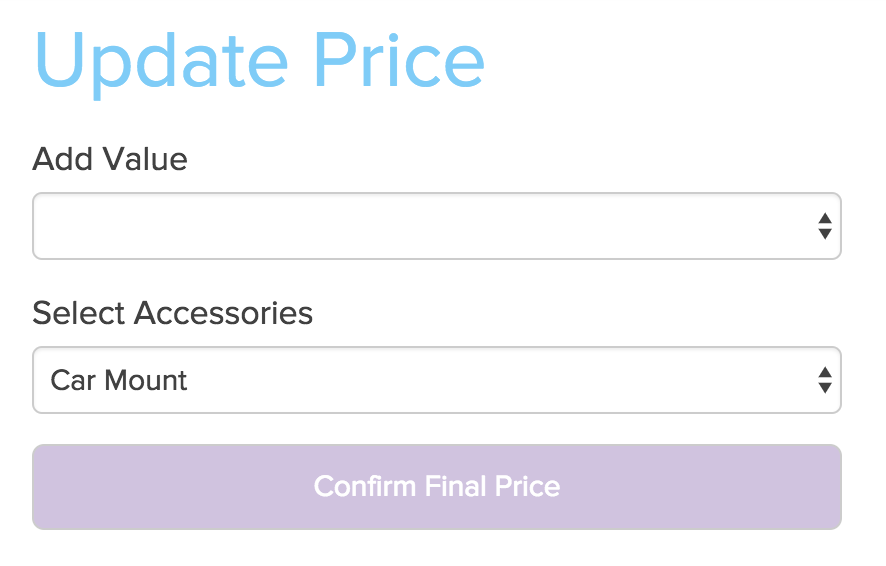 Update Price
Add Value
Select Accessories
Car Mount
Confirm Final Price